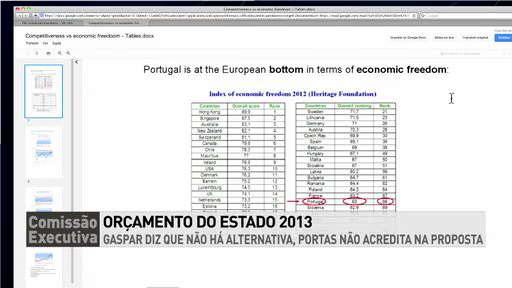 Competitiveness vs economic freedom - Tables.docx
Portugal is at the European bottom in terms of economic freedom:
Index of economic freedom 2012 (Heritage Foundation)
Countries Overall score Rank
Hong Kong 89,9 1
Singapore 87,5 2
Australia 83,1 3
New Zealand 82,1 4
Switzerland 81,1 5
Canada 79,9 6
Chile 78,3 7
Mauritius 77 8
Ireland 76,9 9
USA 76,3 10
Denmark 76,2 11
Bahrain 75,2 12
Luxembourg 74,5 13
UK 74,1 14
Netherlands 73,3 15
Estonia 73,2 16
Countries Overall ranking Rank
Sweden 71,7 21
Lithuania 71,5 23
Germany 71 26
Austria 70,3 28
Czech Rep. 69,9 30
Spain 69,1 36
Belgium 69 38
Hungary 67,1 49
Malta 67 50
Slovakia 67 51
Latvia 65,2 56
Bulgaria 64,7 61
Romania 64,4 62
Poland 64,2 64
France 63,2 67
Portugal 63 68
Slovenia 62,9 69
Comissão
Executiva
ORÇAMENTO DO ESTADO 2013
GASPAR DIZ QUE NÃO HÁ ALTERNATIVA, PORTAS NÃO ACREDITA NA PROPOSTA